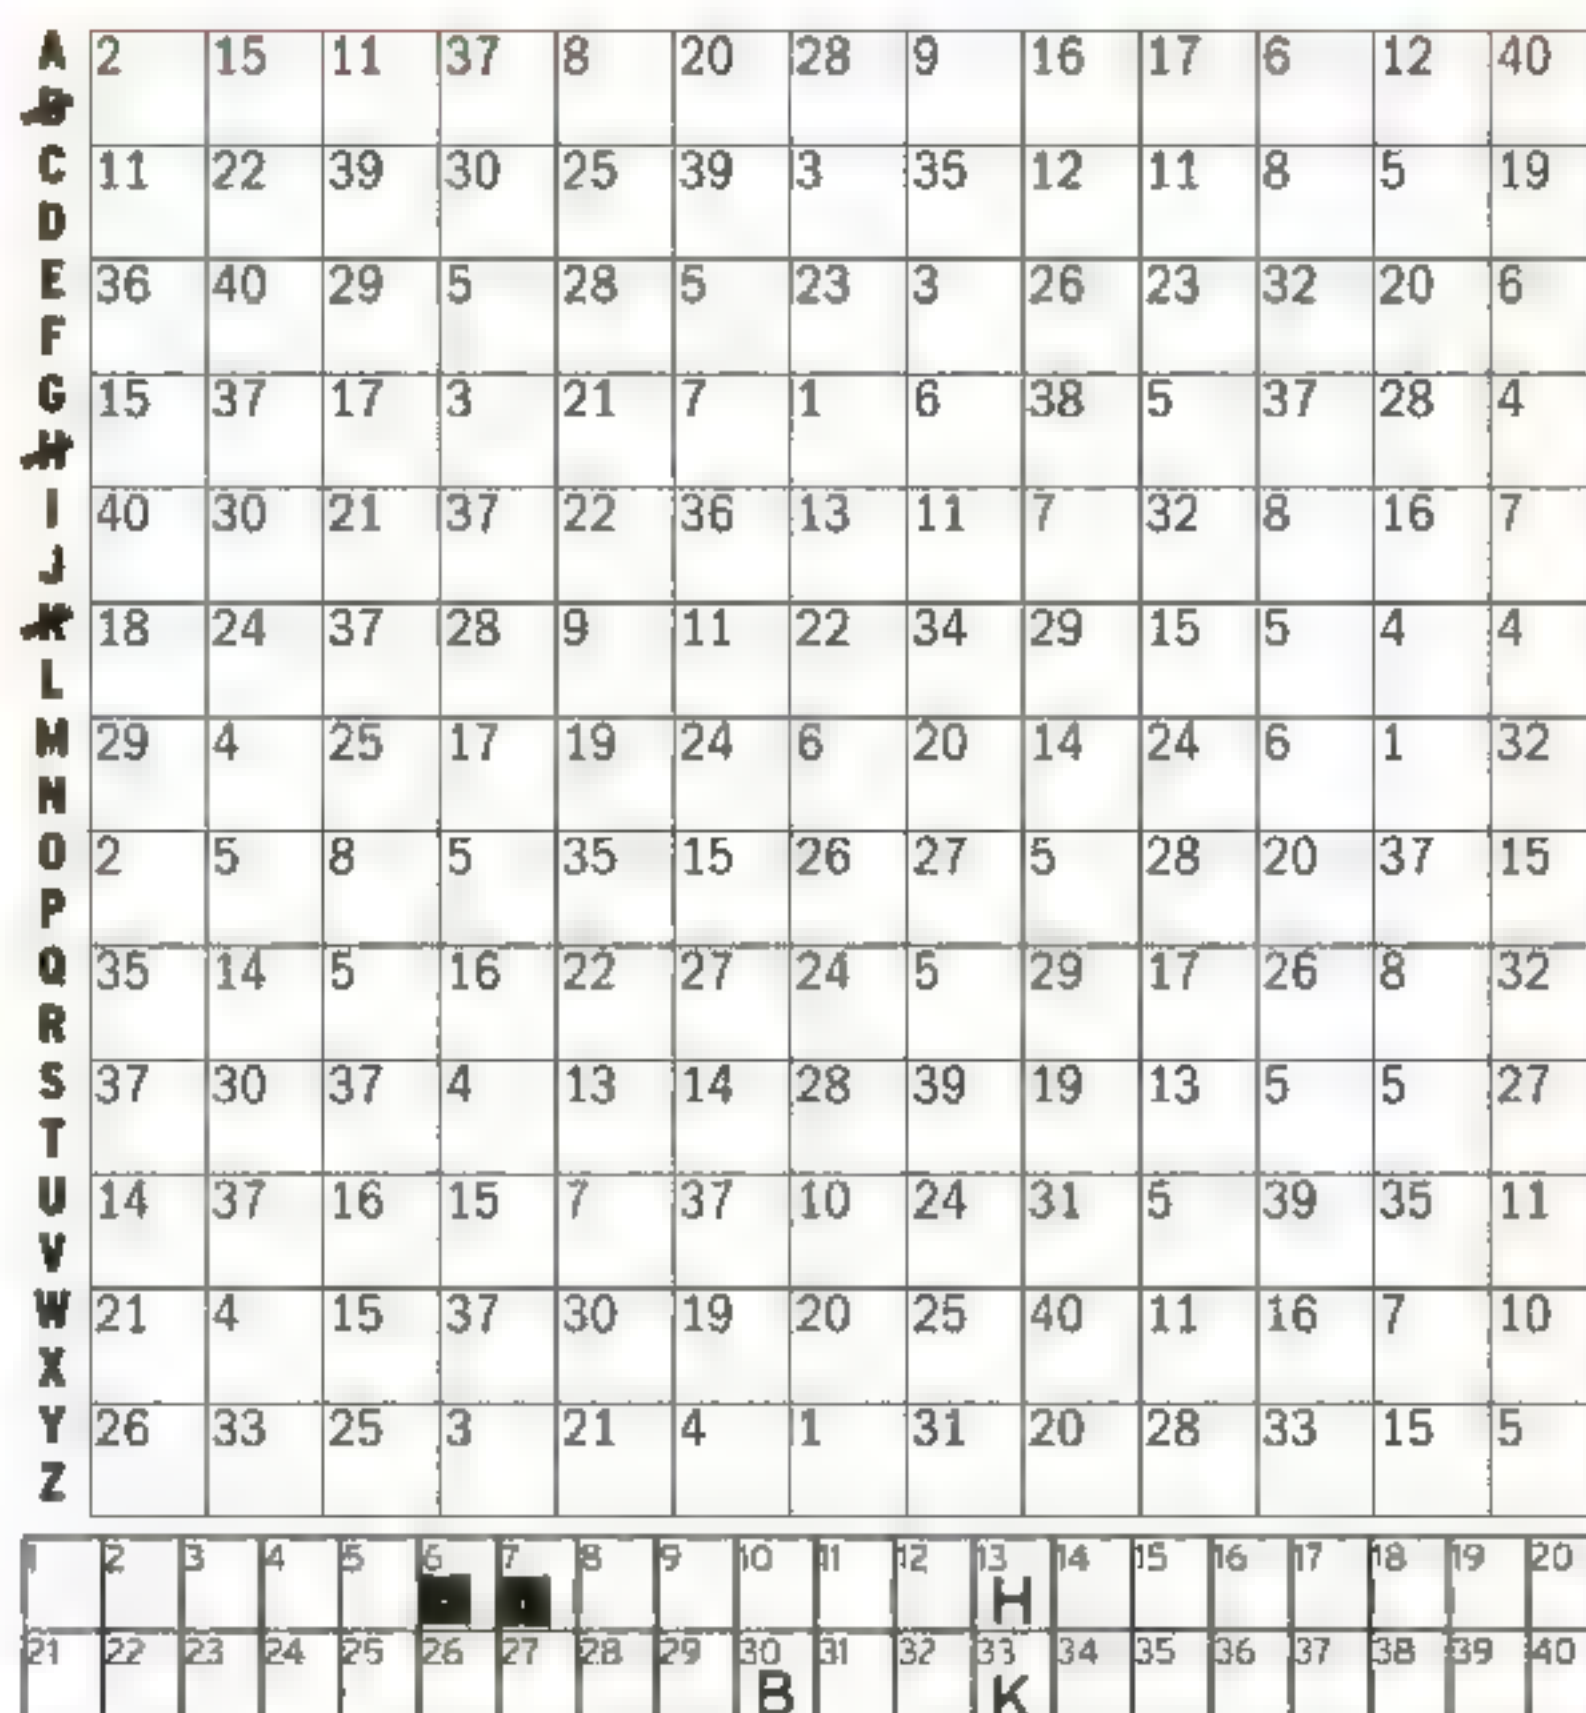 A 2 15 11 37 8 20 28 9 16 17 6 12 40
B
C 11 22 39 30 25 39 3 35 12 11 8 5 19
D
E 36 40 29 5 28 5 23 3 26 23 32 20 6
F
G 15 37 17 3 21 7 1 6 38 5 37 28 4
H
I 40 30 21 37 22 36 13 11 7 32 8 16 7
J
K 18 24 37 28 9 11 22 34 29 15 5 4 4
L
M 29 4 25 17 19 24 6 20 14 24 6 1 32
N
O 2 5 8 5 35 15 26 27 5 28 20 37 15
P
Q 35 14 5 16 22 27 24 5 29 17 26 8 32
R
S 37 30 37 4 13 14 28 39 19 13 5 5 27
T
U 14 37 16 15 7 37 10 24 31 5 39 35 11
V
W 21 4 15 37 30 19 20 25 40 11 16 7 10
X
Y 26 33 25 3 21 4 1 31 20 28 33 15 5
Z
1 2 3 4 5 6 7 8 9 10 11 12 13 14 15 16 17 18 19 20
H
21 22 23 24 25 26 27 28 29 30 31 32 33 34 35 36 37 38 39 40
B K